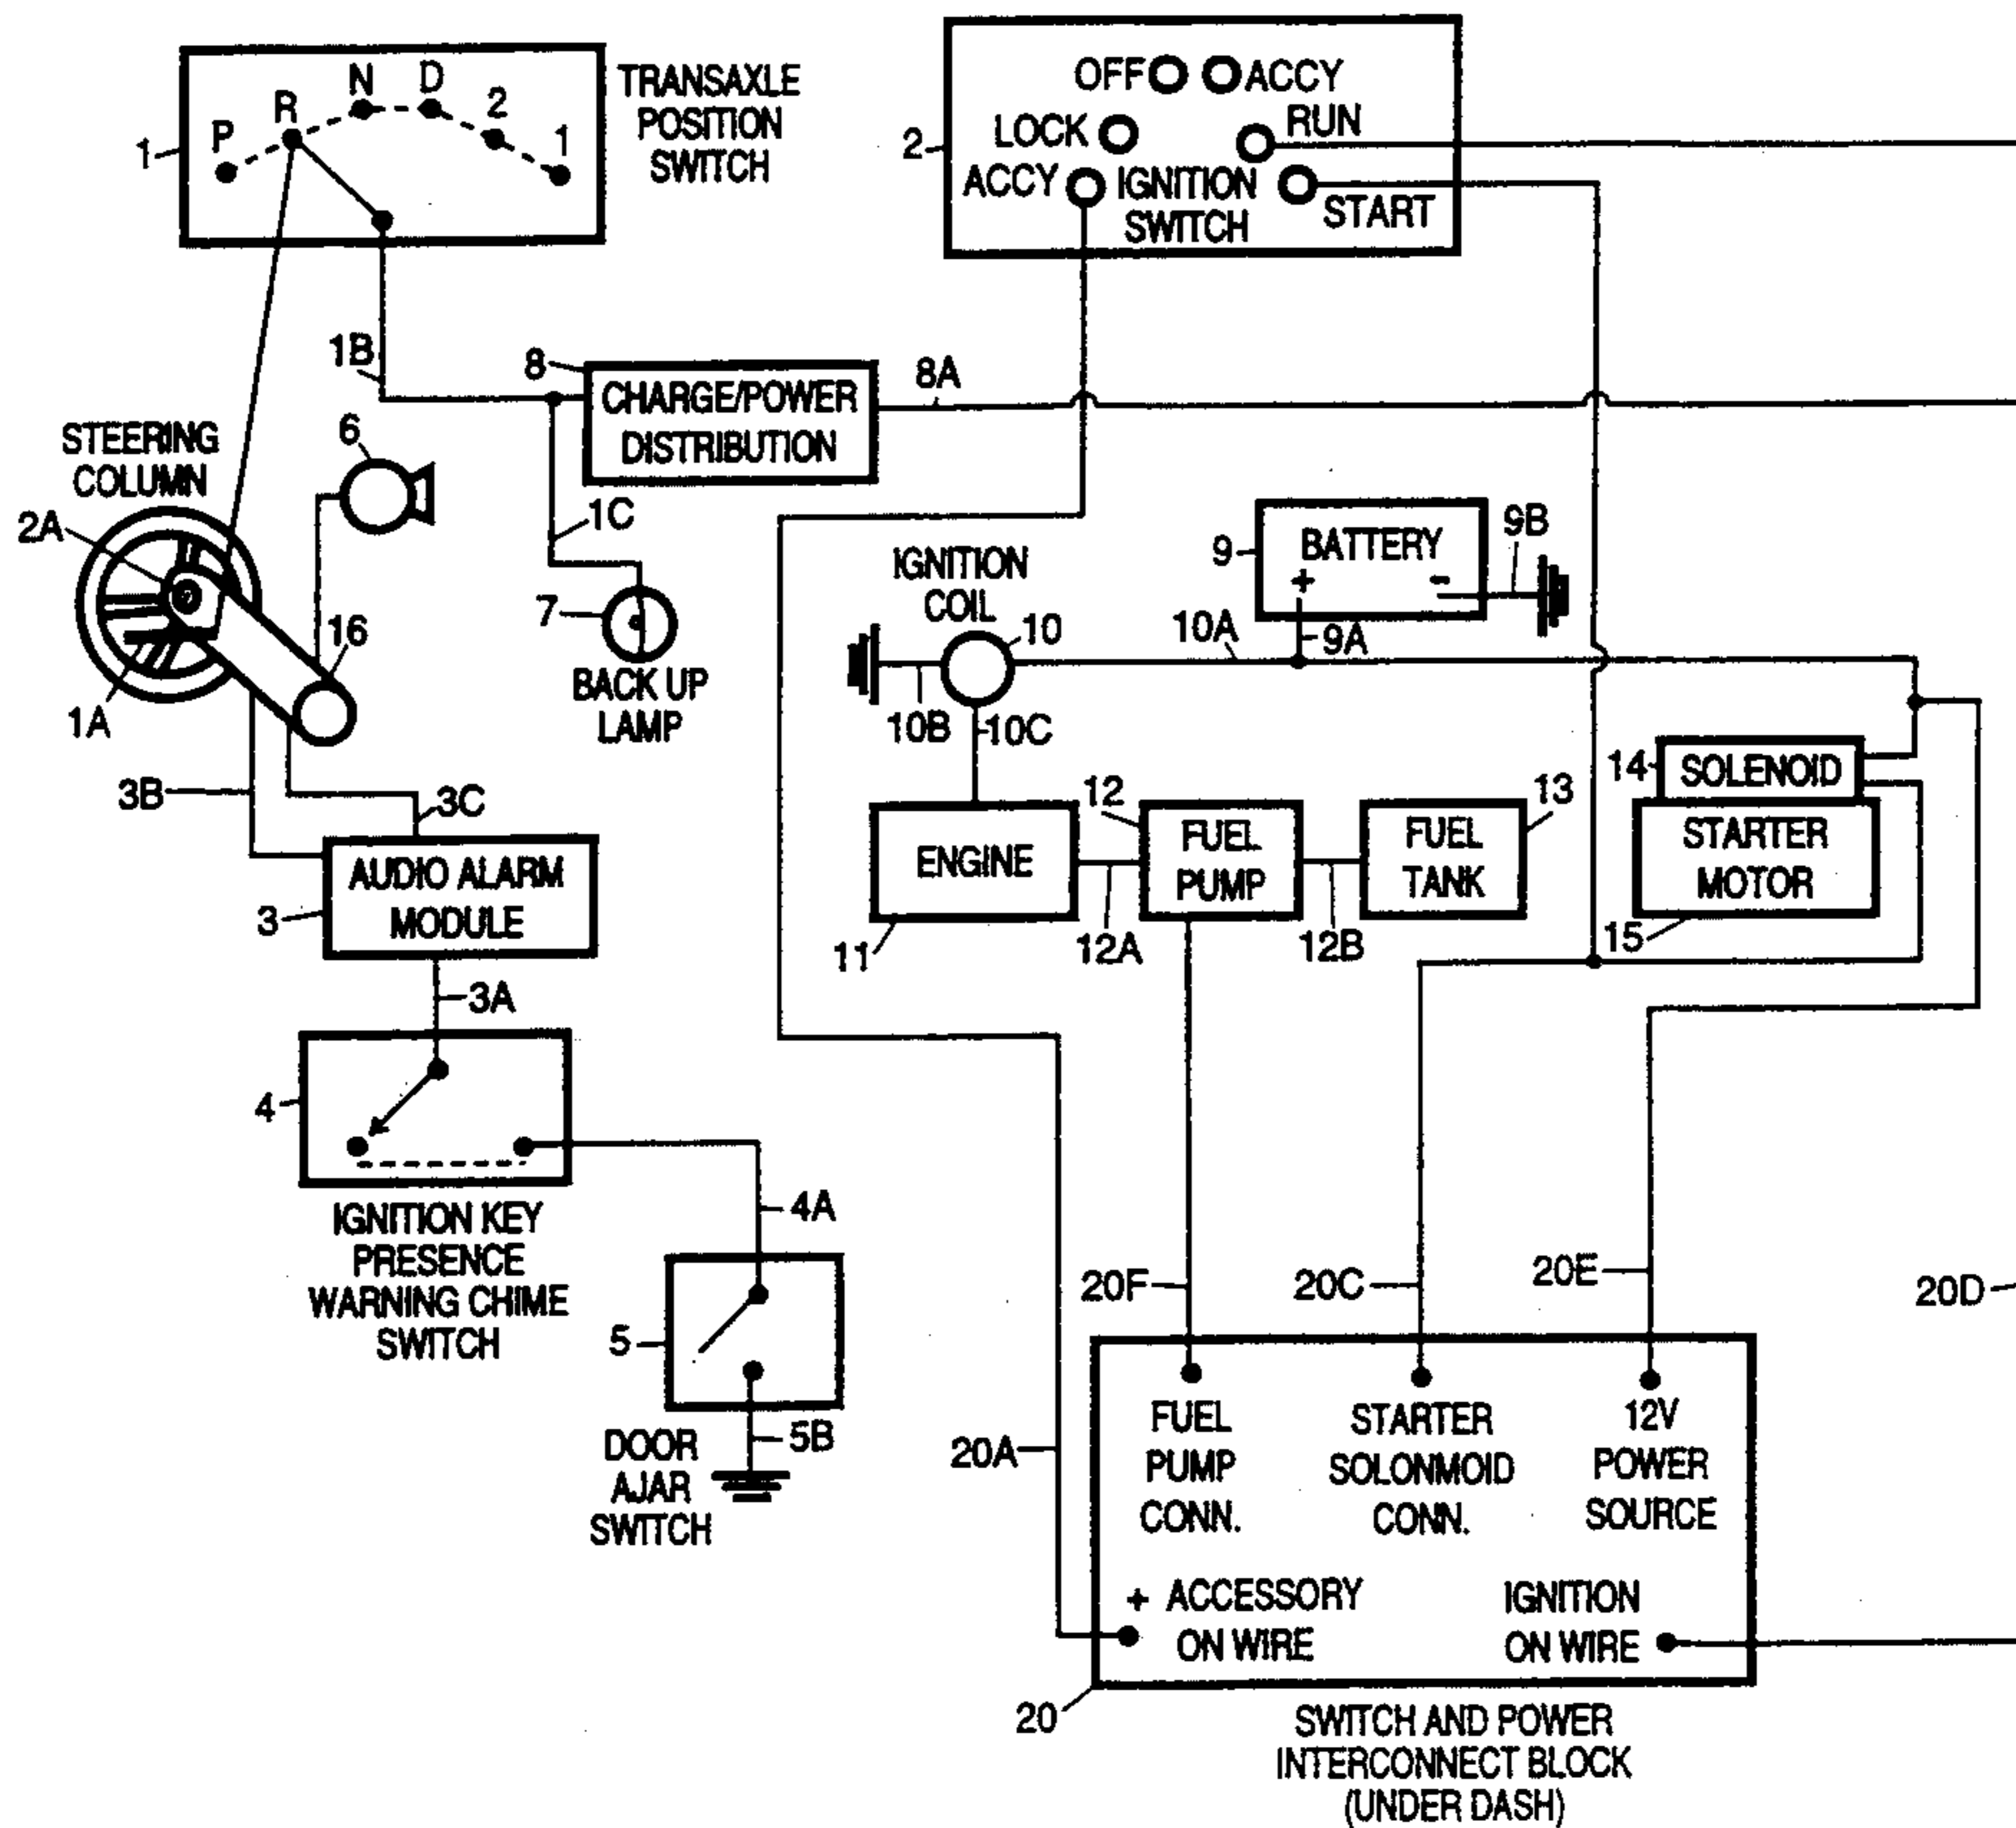 P
R
N
D
2
1
1
TRANSAXLE
POSITION
SWITCH
OFF
ACCY
LOCK
RUN
2
ACCY
IGNITION
SWITCH
START
1B
8
CHARGE/POWER
DISTRIBUTION
8A
STEERING
COLUMN
6
2A
1C
7
BACK UP
LAMP
16
1A
IGNITION
COIL
10
10A
10B
10C
9
BATTERY
+
-
9A
9B
3B
3C
AUDIO ALARM
MODULE
3
3A
ENGINE
11
12
FUEL
PUMP
12A
12B
FUEL
TANK
13
14
SOLENOID
STARTER
MOTOR
15
4
IGNITION KEY
PRESENCE
WARNING CHIME
SWITCH
4A
5
5B
DOOR
AJAR
SWITCH
20F
20C
20E
20D
20A
FUEL
PUMP
CONN.
STARTER
SOLONMOID
CONN.
12V
POWER
SOURCE
+ ACCESSORY
ON WIRE
IGNITION
ON WIRE
20
SWITCH AND POWER
INTERCONNECT BLOCK
(UNDER DASH)